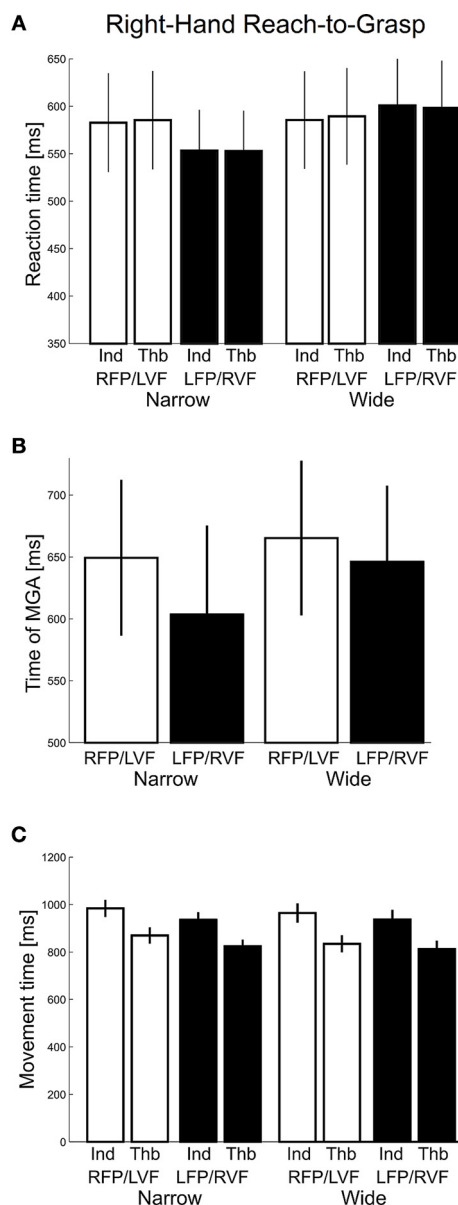 A Right-Hand Reach-to-Grasp
Reaction time [ms]
650
600
550
500
450
400
350
Ind Thb Ind Thb Ind Thb Ind Thb
RFP/LVF LFP/RVF RFP/LVF LFP/RVF
Narrow Wide
B
Time of MGA [ms]
700
650
600
550
500
RFP/LVF LFP/RVF RFP/LVF LFP/RVF
Narrow Wide
C
Movement time [ms]
1200
1000
800
600
400
200
0
Ind Thb Ind Thb Ind Thb Ind Thb
RFP/LVF LFP/RVF RFP/LVF LFP/RVF
Narrow Wide